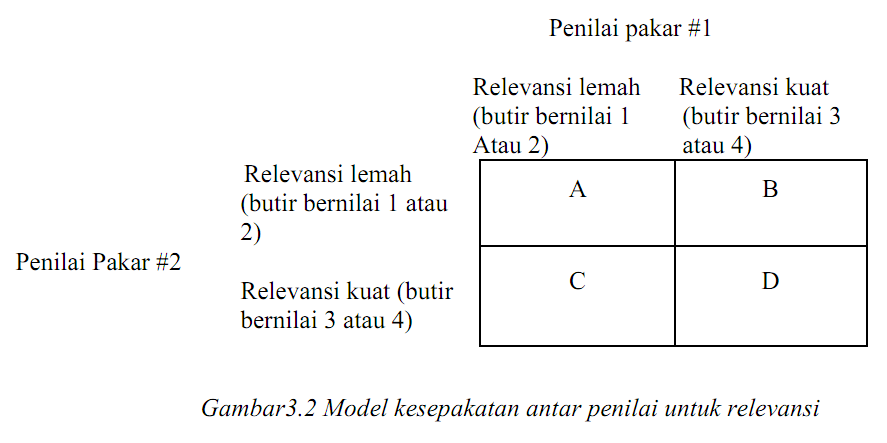 Penilai pakar #1
Relevansi lemah
(butir bernilai 1
Atau 2)
Relevansi kuat
(butir bernilai 3
atau 4)
Relevansi lemah
(butir bernilai 1 atau
2)
A
B
Penilai Pakar #2
Relevansi kuat (butir
bernilai 3 atau 4)
C
D
Gambar3.2 Model kesepakatan antar penilai untuk relevansi